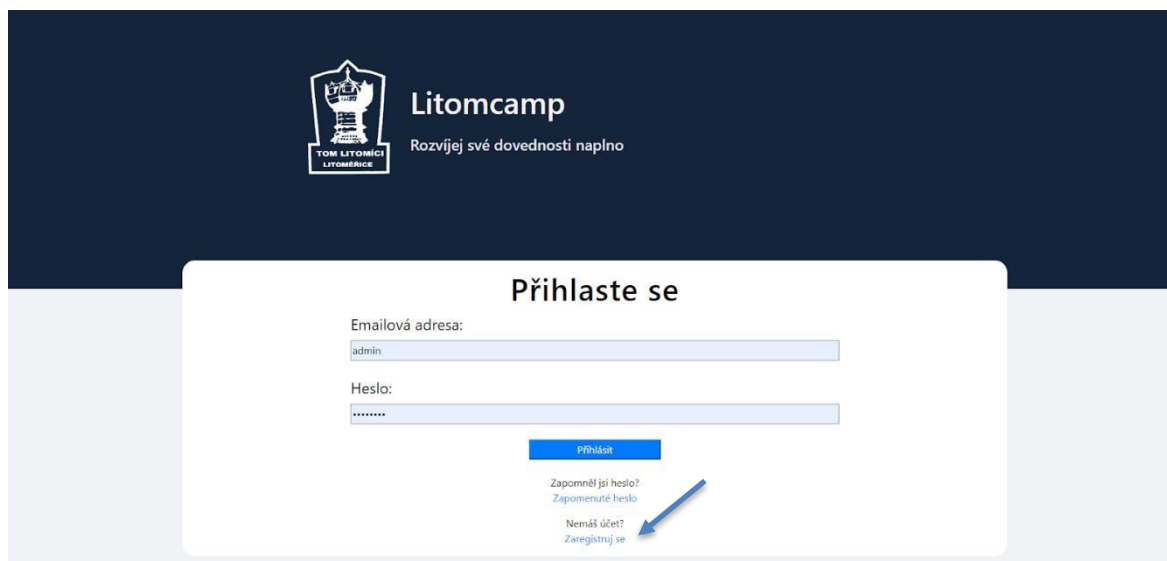 TOM LITOMÍCI
LITOMĚŘICE
Litomcamp
Rozvíjej své dovednosti naplno
Přihlaste se
Emailová adresa:
admin
Heslo:
••••••••
Přihlásit
Zapomněl jsi heslo?
Zapomenuté heslo
Nemáš účet?
Zaregistruj se